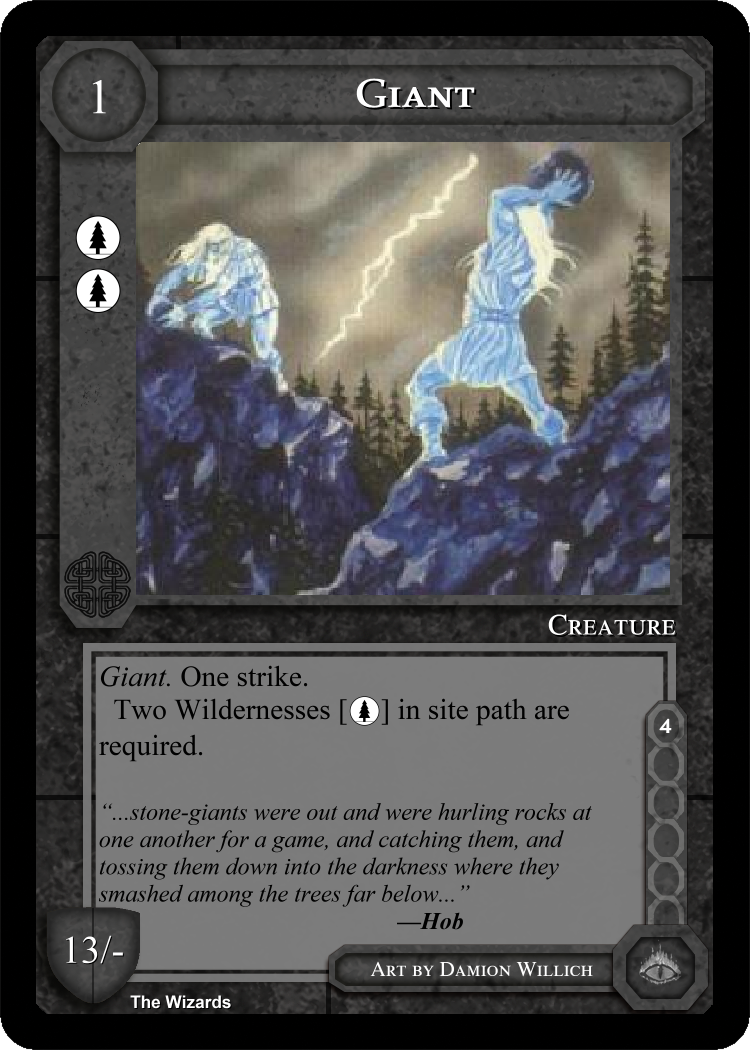 1
GIANT
CREATURE
Giant. One strike.
Two Wildernesses [] in site path are
required.
4
“...stone-giants were out and were hurling rocks at
one another for a game, and catching them, and
tossing them down into the darkness where they
smashed among the trees far below...”
—Hob
13/-
ART BY DAMION WILLICH
The Wizards